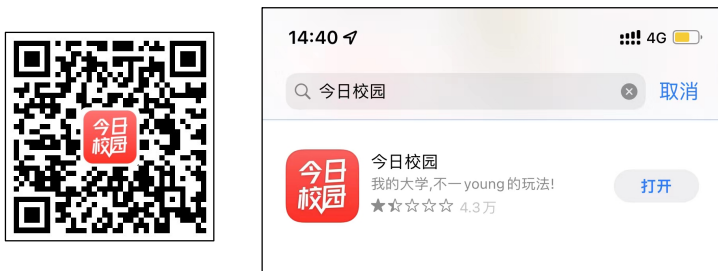 今日
校园
14:40
4G
今日校园
取消
今日
校园
今日校园
我的大学,不一young的玩法!
4.3万
打开